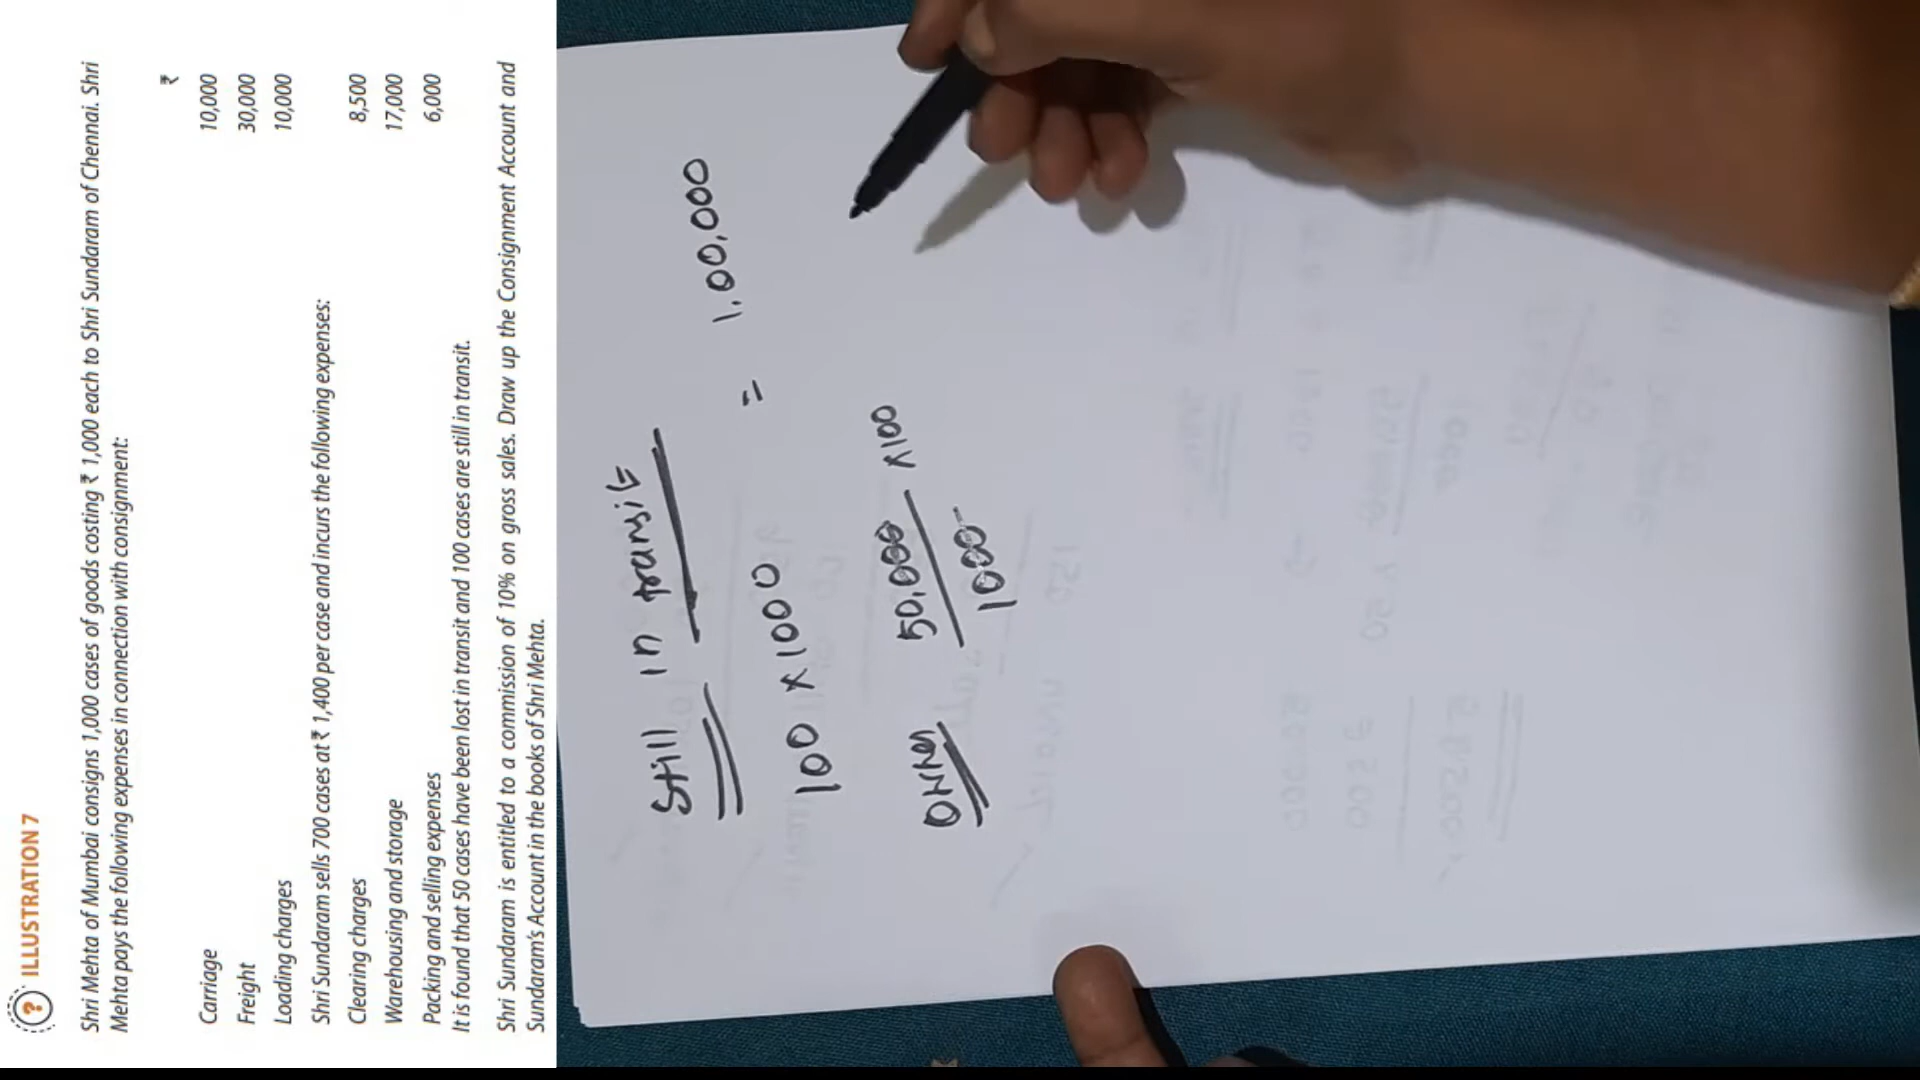 ? ILLUSTRATION 7
Shri Mehta of Mumbai consigns 1,000 cases of goods costing ₹ 1,000 each to Shri Sundaram of Chennai. Shri
Mehta pays the following expenses in connection with consignment:
₹
Carriage 10,000
Freight 30,000
Loading charges 10,000
Shri Sundaram sells 700 cases at ₹ 1,400 per case and incurs the following expenses:
Clearing charges 8,500
Warehousing and storage 17,000
Packing and selling expenses 6,000
It is found that 50 cases have been lost in transit and 100 cases are still in transit.
Shri Sundaram is entitled to a commission of 10% on gross sales. Draw up the Consignment Account and
Sundaram's Account in the books of Shri Mehta.
Still in transit
100 x 1000 = 1,00,000
50,000 x 100
1000